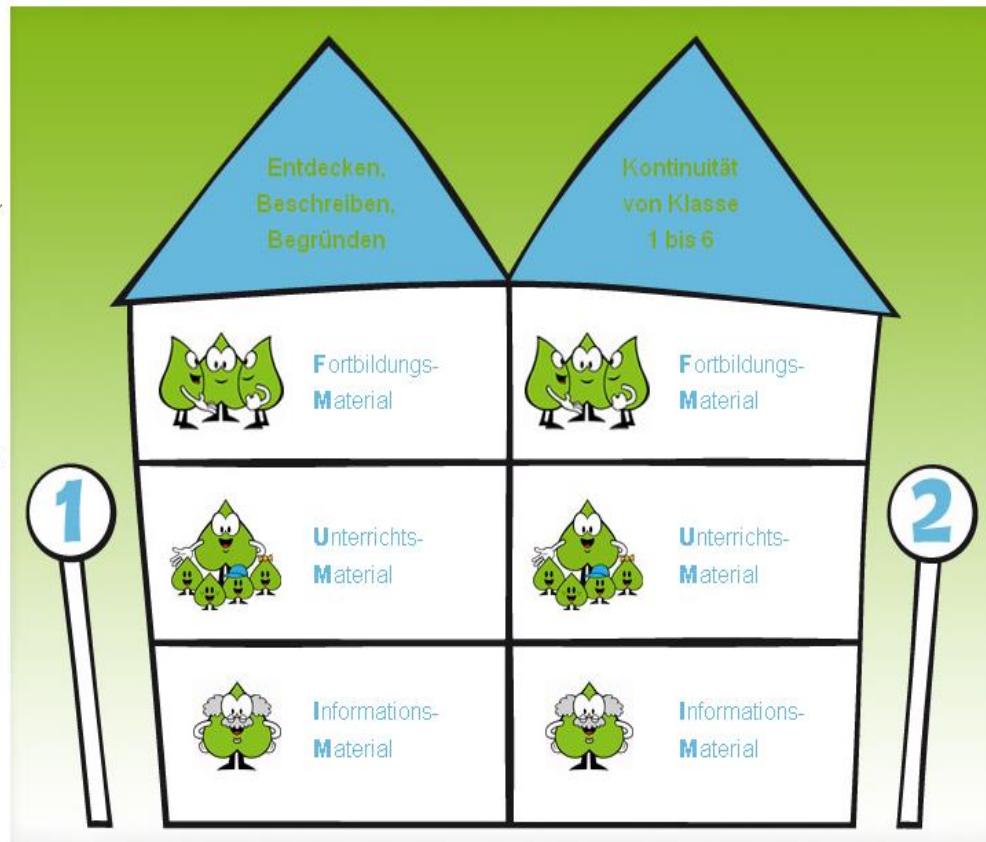 Entdecken,
Beschreiben,
Begründen
Kontinuität
von Klasse
1 bis 6
Fortbildungs-
Material
Fortbildungs-
Material
1
Unterrichts-
Material
Unterrichts-
Material
2
Informations-
Material
Informations-
Material